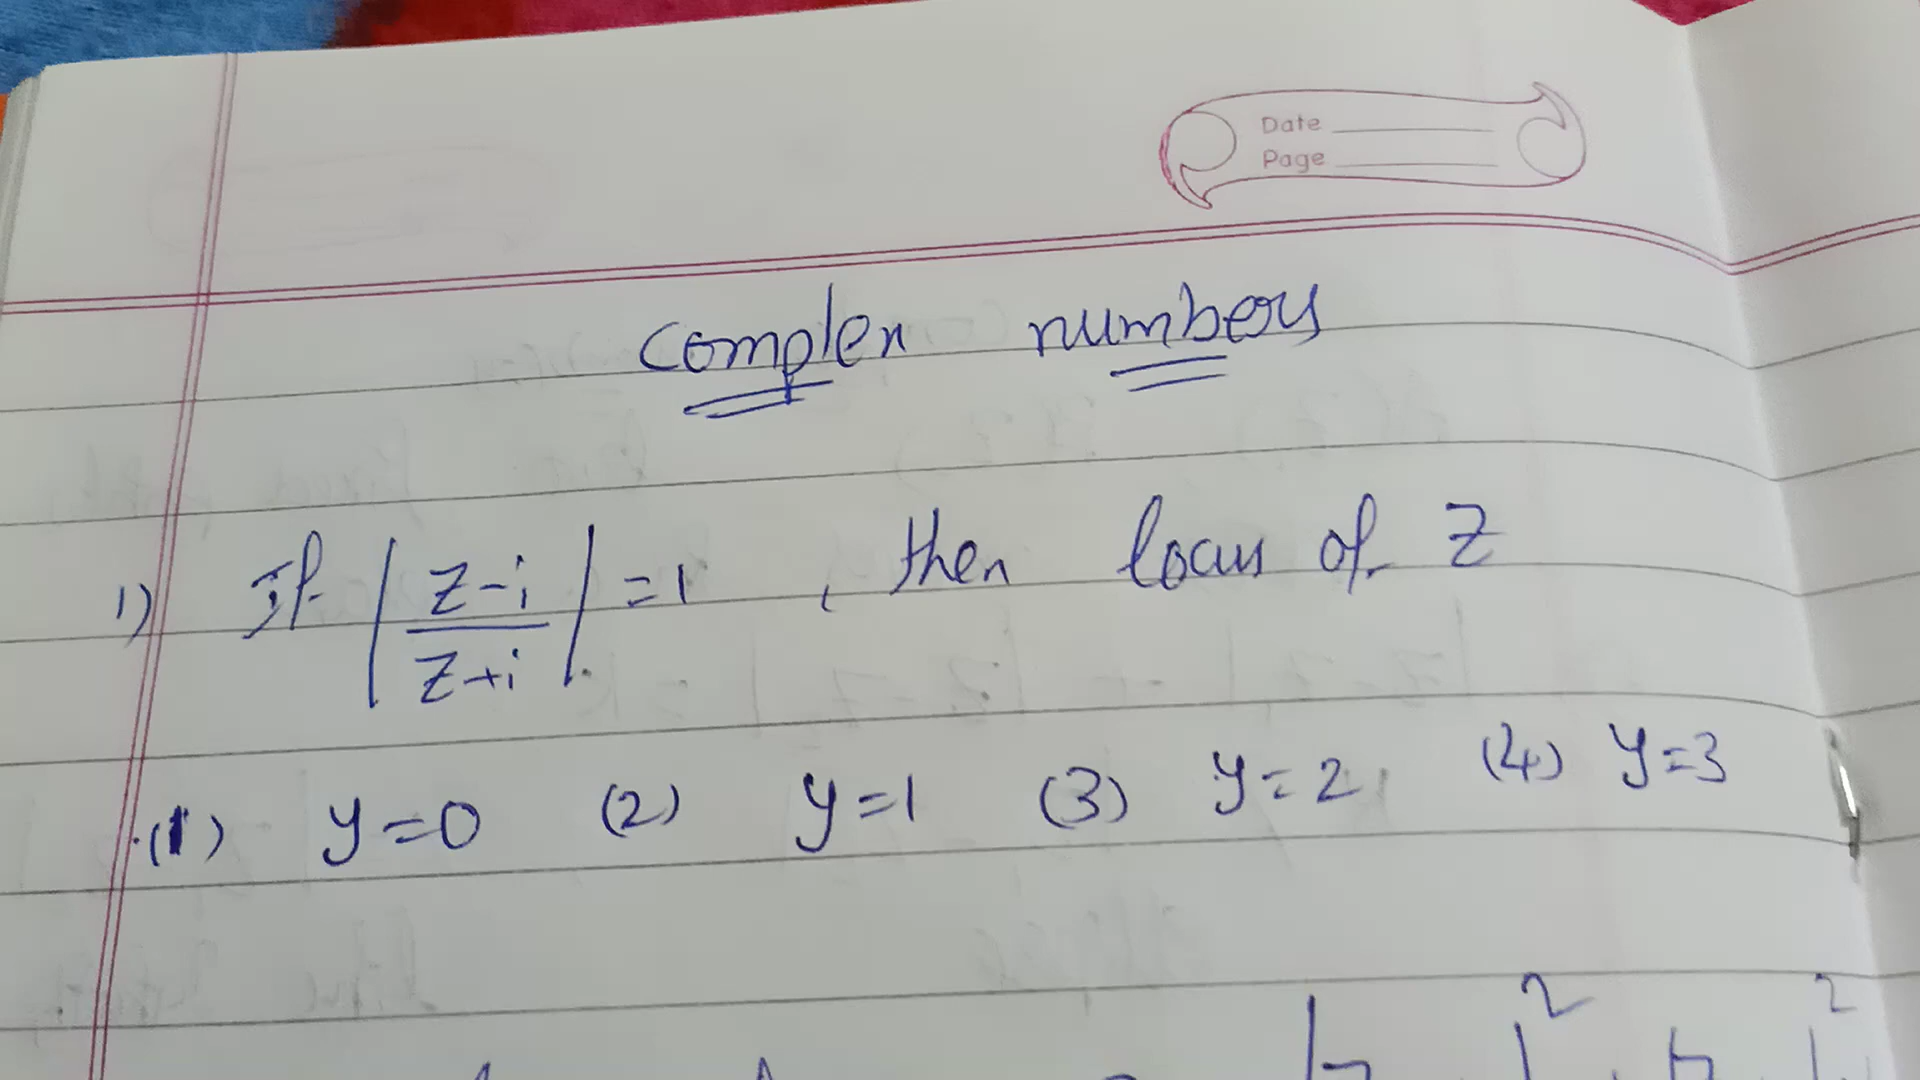 Date
Page
Complex numbers
1) If |z-i/z+i| = 1, then locus of z
(1) y=0 (2) y=1 (3) y=2 (4) y=3